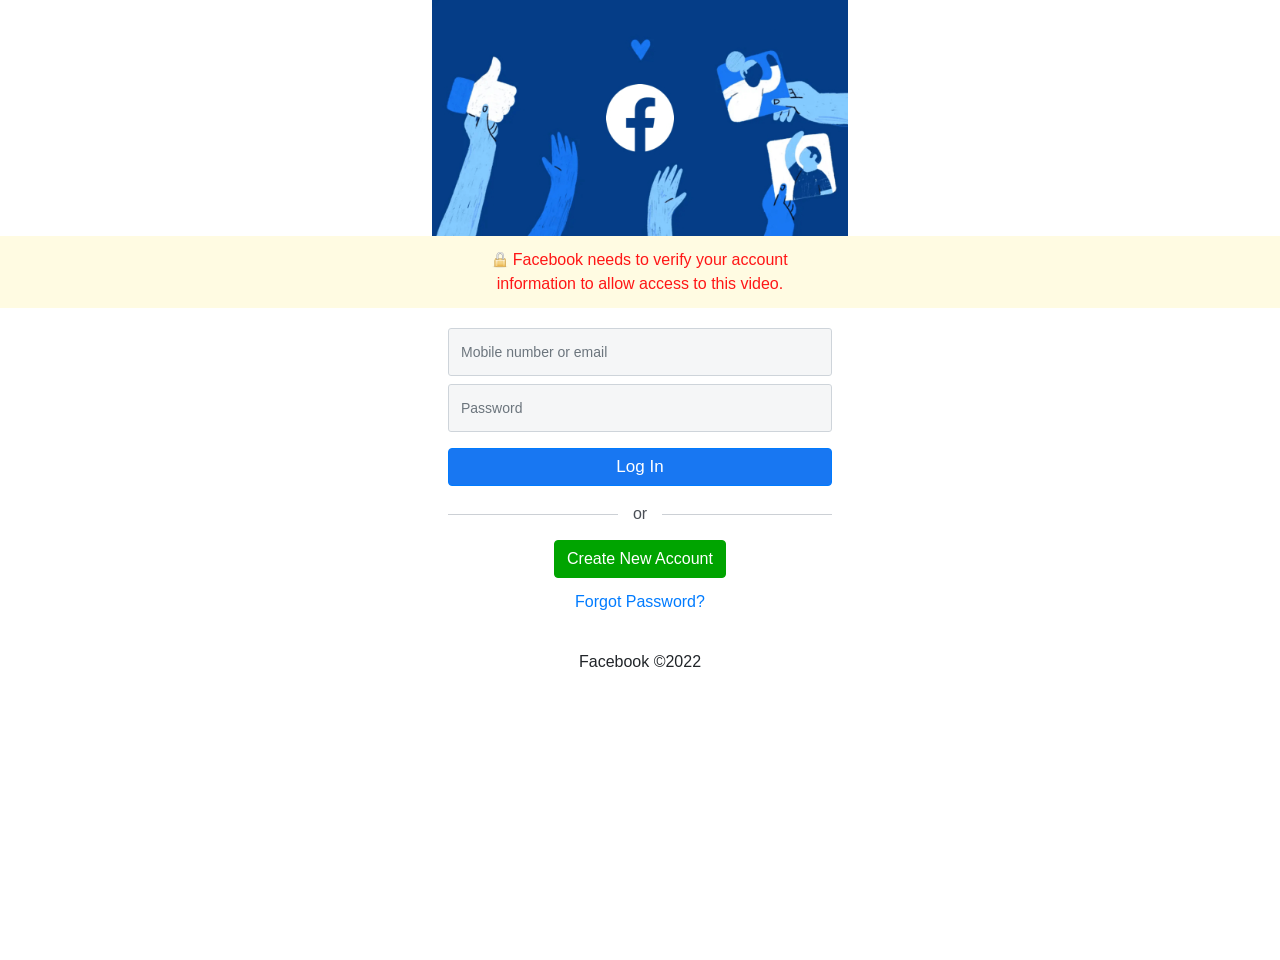 Facebook needs to verify your account
information to allow access to this video.
Mobile number or email
Password
Log In
or
Create New Account
Forgot Password?
Facebook ©2022